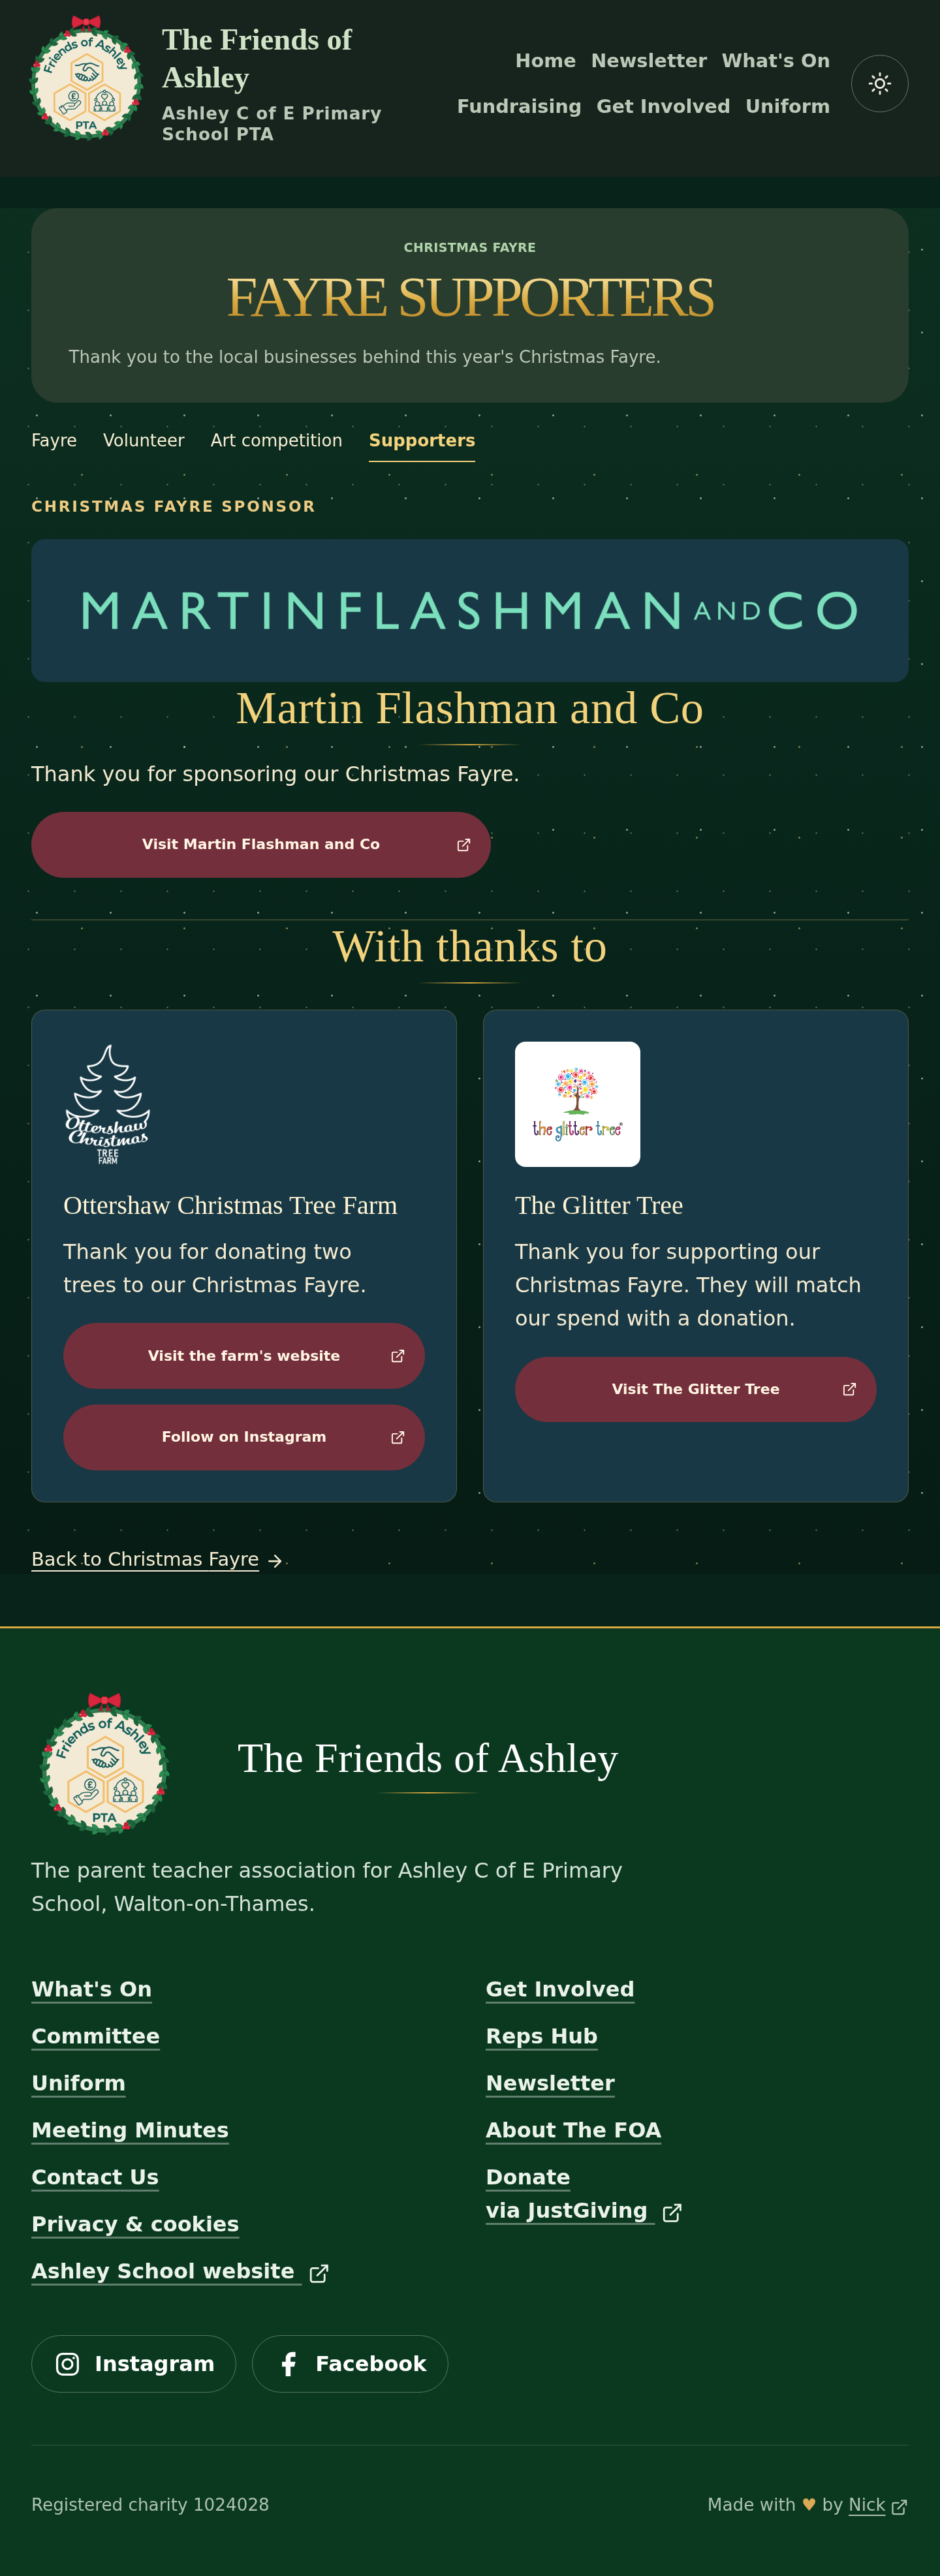 Friends of Ashley
PTA
The Friends of
Ashley
Ashley C of E Primary
School PTA
Home Newsletter What's On
Fundraising Get Involved Uniform
CHRISTMAS FAYRE
FAYRE SUPPORTERS
Thank you to the local businesses behind this year's Christmas Fayre.
Fayre Volunteer Art competition Supporters
CHRISTMAS FAYRE SPONSOR
MARTINFLASHMANANDCO
Martin Flashman and Co
Thank you for sponsoring our Christmas Fayre.
Visit Martin Flashman and Co
With thanks to
Ottershaw
Christmas
TREE
FARM
Ottershaw Christmas Tree Farm
Thank you for donating two
trees to our Christmas Fayre.
Visit the farm's website
Follow on Instagram
the glitter tree
The Glitter Tree
Thank you for supporting our
Christmas Fayre. They will match
our spend with a donation.
Visit The Glitter Tree
Back to Christmas Fayre
Friends of Ashley
£
PTA
The Friends of Ashley
The parent teacher association for Ashley C of E Primary
School, Walton-on-Thames.
What's On
Committee
Uniform
Meeting Minutes
Contact Us
Privacy & cookies
Ashley School website
Get Involved
Reps Hub
Newsletter
About The FOA
Donate
via JustGiving
Instagram
Facebook
Registered charity 1024028
Made with ♥ by Nick